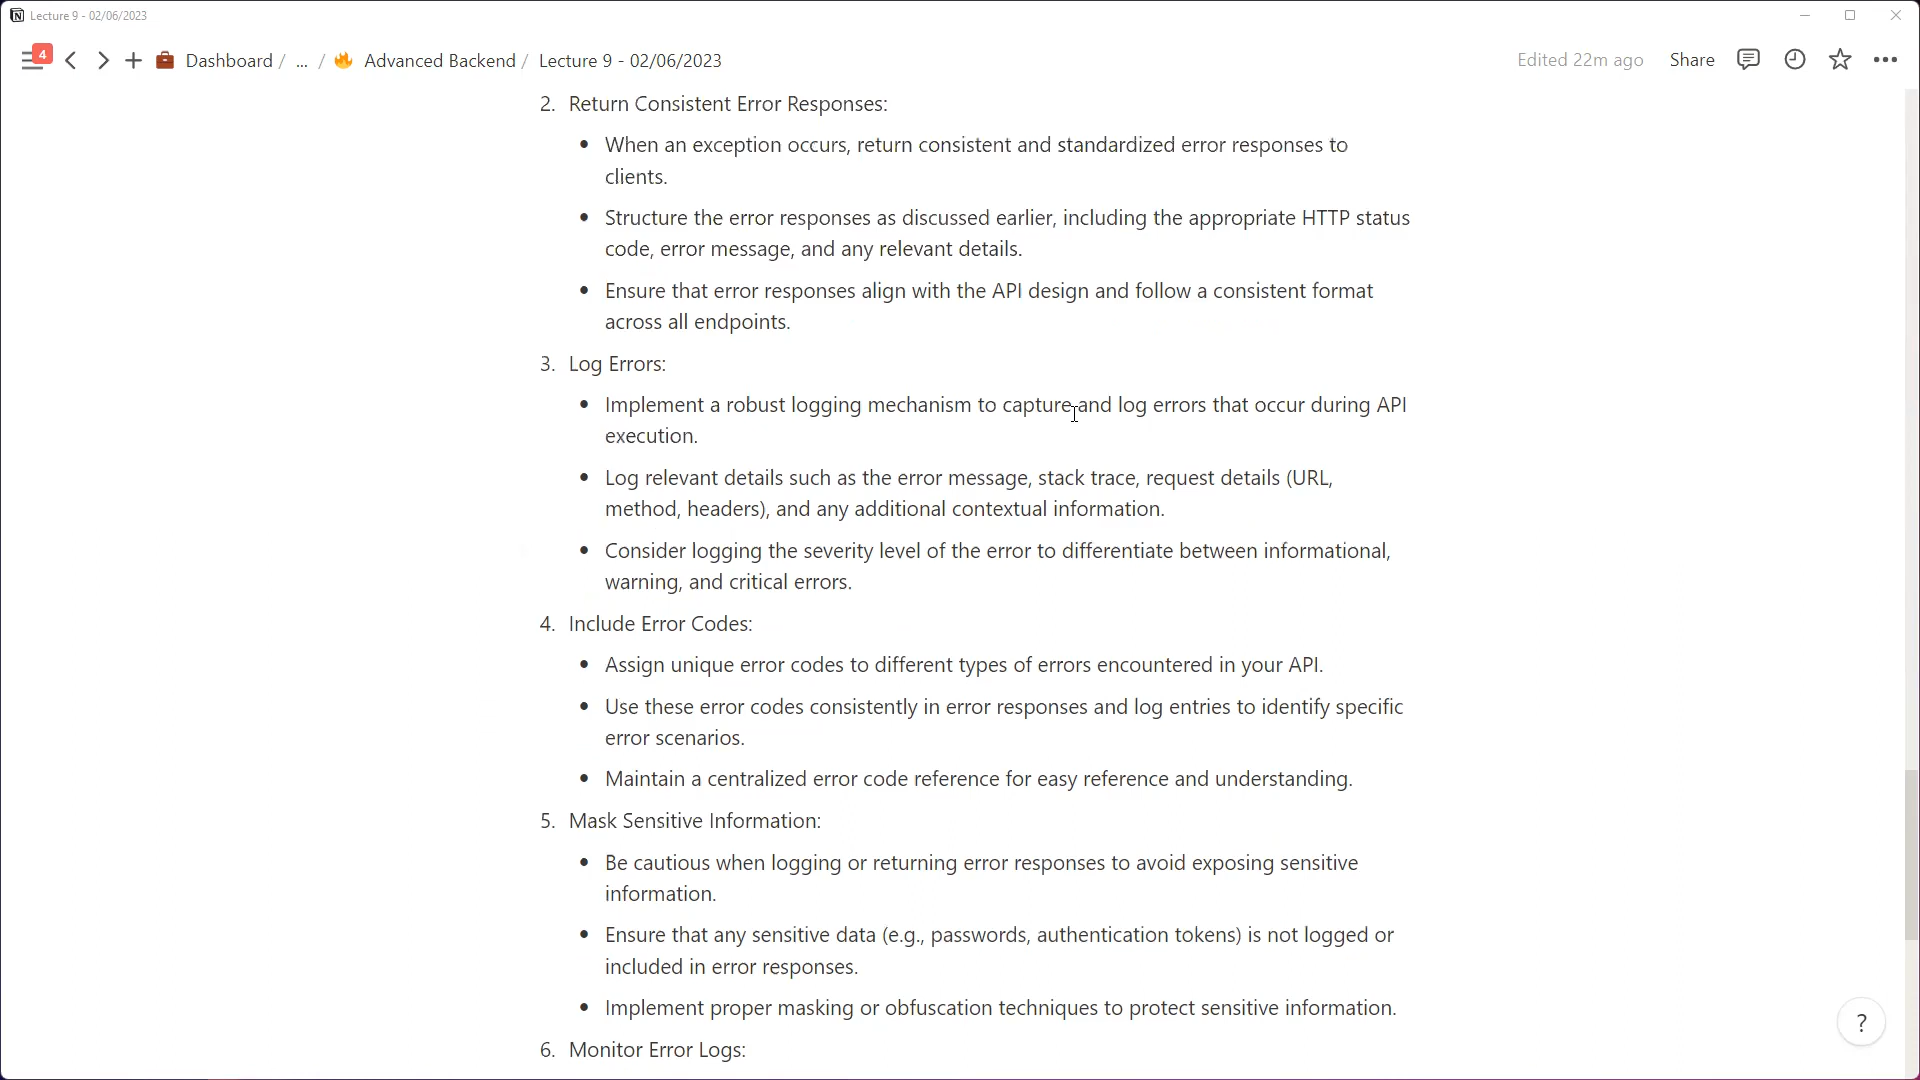 Lecture 9 - 02/06/2023
4
Dashboard / ... / Advanced Backend / Lecture 9 - 02/06/2023
Edited 22m ago Share
2. Return Consistent Error Responses:
• When an exception occurs, return consistent and standardized error responses to
clients.
• Structure the error responses as discussed earlier, including the appropriate HTTP status
code, error message, and any relevant details.
• Ensure that error responses align with the API design and follow a consistent format
across all endpoints.
3. Log Errors:
• Implement a robust logging mechanism to capture and log errors that occur during API
execution.
• Log relevant details such as the error message, stack trace, request details (URL,
method, headers), and any additional contextual information.
• Consider logging the severity level of the error to differentiate between informational,
warning, and critical errors.
4. Include Error Codes:
• Assign unique error codes to different types of errors encountered in your API.
• Use these error codes consistently in error responses and log entries to identify specific
error scenarios.
• Maintain a centralized error code reference for easy reference and understanding.
5. Mask Sensitive Information:
• Be cautious when logging or returning error responses to avoid exposing sensitive
information.
• Ensure that any sensitive data (e.g., passwords, authentication tokens) is not logged or
included in error responses.
• Implement proper masking or obfuscation techniques to protect sensitive information.
?
6. Monitor Error Logs: